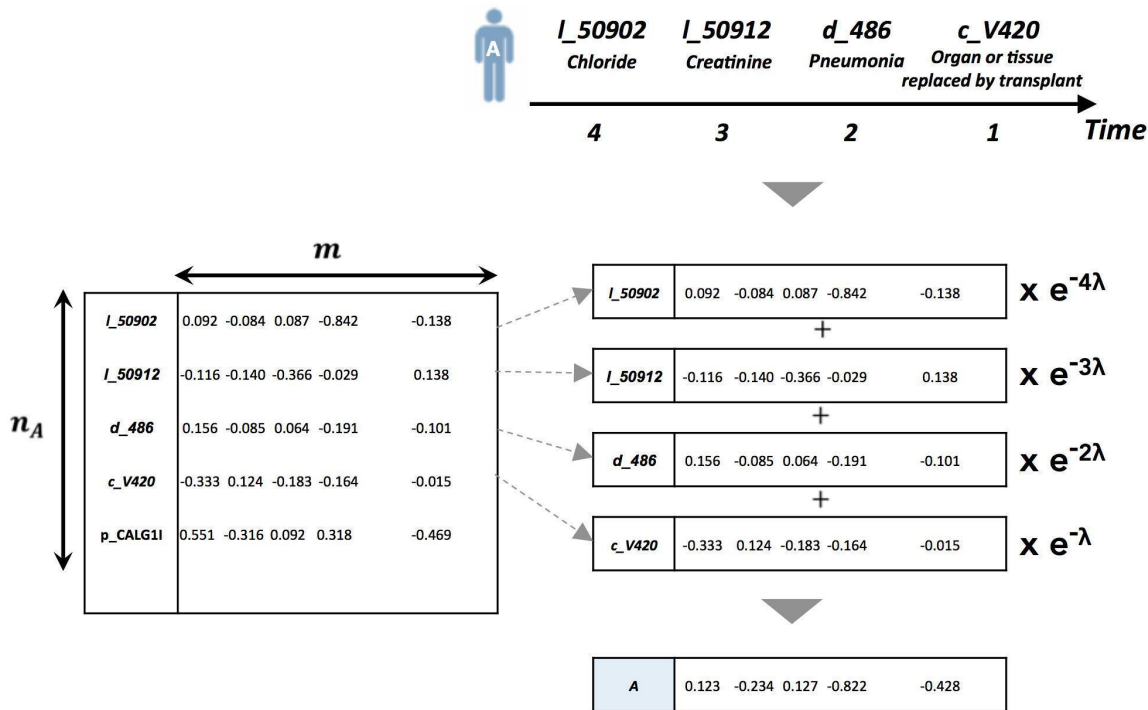 A
l_50902 l_50912 d_486 c_V420
Chloride Creatinine Pneumonia Organ or tissue
replaced by transplant
4 3 2 1 Time
m
n_A
l_50902 0.092 -0.084 0.087 -0.842 -0.138
l_50912 -0.116 -0.140 -0.366 -0.029 0.138
d_486 0.156 -0.085 0.064 -0.191 -0.101
c_V420 -0.333 0.124 -0.183 -0.164 -0.015
p_CALG1I 0.551 -0.316 0.092 0.318 -0.469
l_50902 0.092 -0.084 0.087 -0.842 -0.138 x e^-4λ
+
l_50912 -0.116 -0.140 -0.366 -0.029 0.138 x e^-3λ
+
d_486 0.156 -0.085 0.064 -0.191 -0.101 x e^-2λ
+
c_V420 -0.333 0.124 -0.183 -0.164 -0.015 x e^-λ
A 0.123 -0.234 0.127 -0.822 -0.428